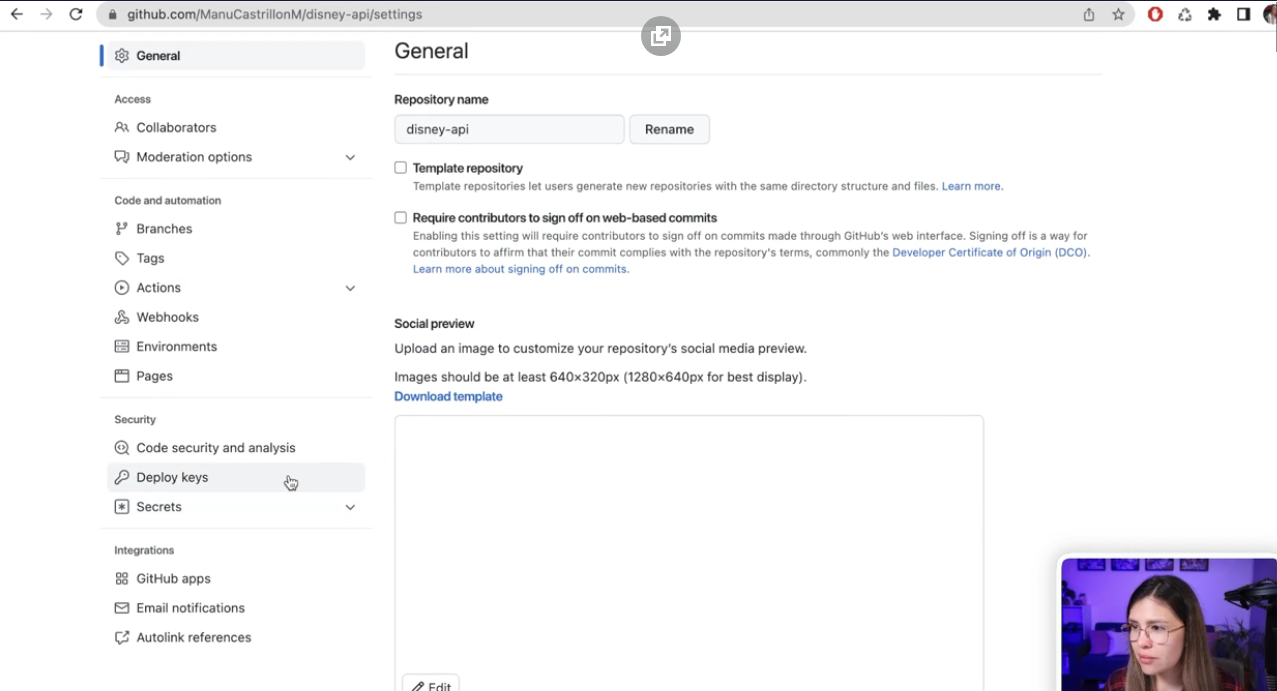 github.com/ManuCastrillonM/disney-api/settings
General
Access
Collaborators
Moderation options
Code and automation
Branches
Tags
Actions
Webhooks
Environments
Pages
Security
Code security and analysis
Deploy keys
Secrets
Integrations
GitHub apps
Email notifications
Autolink references
General
Repository name
disney-api
Rename
Template repository
Template repositories let users generate new repositories with the same directory structure and files. Learn more.
Require contributors to sign off on web-based commits
Enabling this setting will require contributors to sign off on commits made through GitHub's web interface. Signing off is a way for
contributors to affirm that their commit complies with the repository's terms, commonly the Developer Certificate of Origin (DCO).
Learn more about signing off on commits.
Social preview
Upload an image to customize your repository's social media preview.
Images should be at least 640×320px (1280×640px for best display).
Download template
Edit